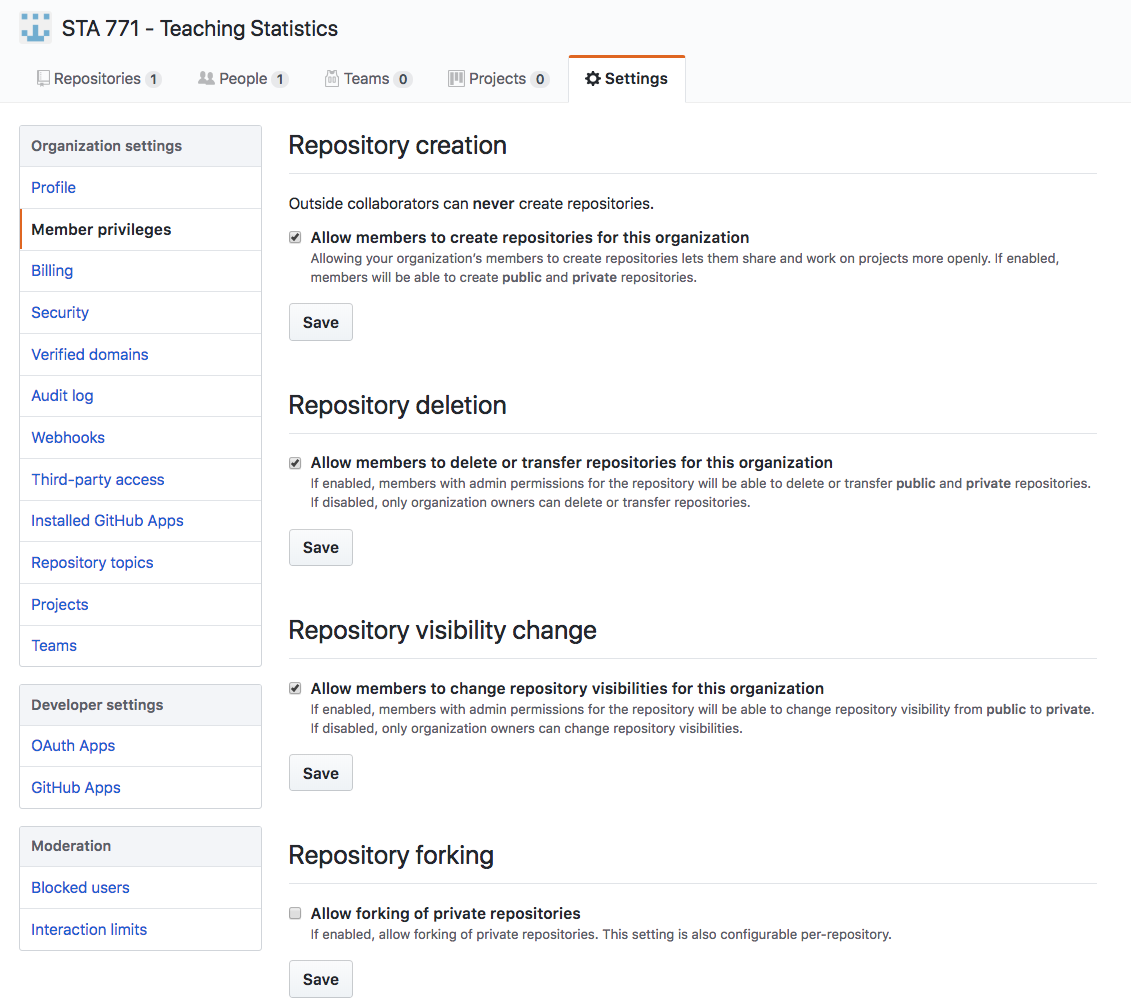 STA 771 - Teaching Statistics
Repositories 1 People 1 Teams 0 Projects 0 Settings
Organization settings
Profile
Member privileges
Billing
Security
Verified domains
Audit log
Webhooks
Third-party access
Installed GitHub Apps
Repository topics
Projects
Teams
Developer settings
OAuth Apps
GitHub Apps
Moderation
Blocked users
Interaction limits
Repository creation
Outside collaborators can never create repositories.
Allow members to create repositories for this organization
Allowing your organization's members to create repositories lets them share and work on projects more openly. If enabled,
members will be able to create public and private repositories.
Save
Repository deletion
Allow members to delete or transfer repositories for this organization
If enabled, members with admin permissions for the repository will be able to delete or transfer public and private repositories.
If disabled, only organization owners can delete or transfer repositories.
Save
Repository visibility change
Allow members to change repository visibilities for this organization
If enabled, members with admin permissions for the repository will be able to change repository visibility from public to private.
If disabled, only organization owners can change repository visibilities.
Save
Repository forking
Allow forking of private repositories
If enabled, allow forking of private repositories. This setting is also configurable per-repository.
Save